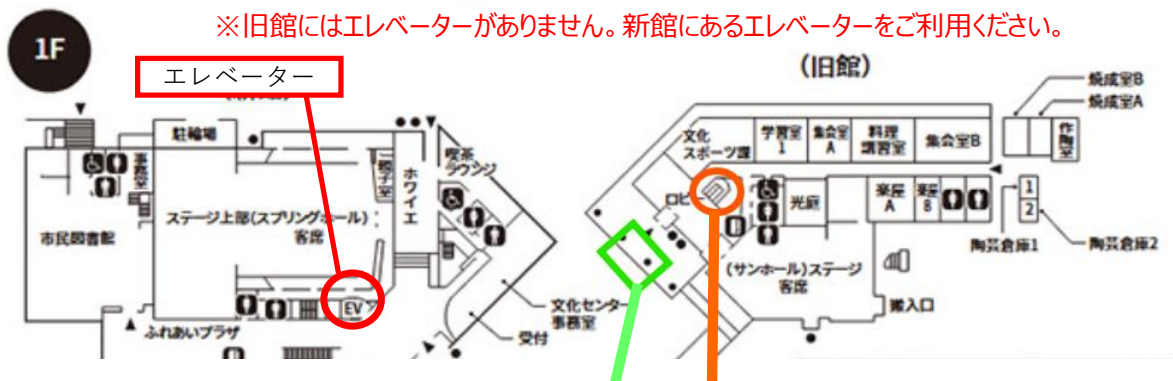 ※旧館にはエレベーターがありません。新館にあるエレベーターをご利用ください。
1F
エレベーター
(旧館)
焼成室B
焼成室A
作陶室
駐輪場
事務室
親子室
ホワイエ
喫茶
ラウンジ
市民図書館
ステージ上部(スプリングホール)
客席
EV
ふれあいプラザ
文化センター
事務室
受付
文化
スポーツ課
学習室
1
集会室
A
料理
講習室
集会室B
ロビー
光庭
楽屋
A
楽屋
B
1
2
陶芸倉庫1
陶芸倉庫2
(サンホール)ステージ
客席
搬入口